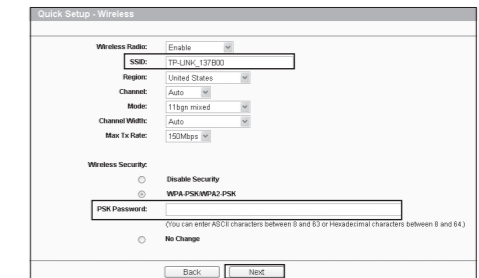 Quick Setup - Wireless
Wireless Radio: Enable
SSID: TP-LINK_137B00
Region: United States
Channel: Auto
Mode: 11bgn mixed
Channel Width: Auto
Max Tx Rate: 150Mbps
Wireless Security:
Disable Security
WPA-PSK/WPA2-PSK
PSK Password:
(You can enter ASCII characters between 8 and 63 or Hexadecimal characters between 8 and 64.)
No Change
Back Next